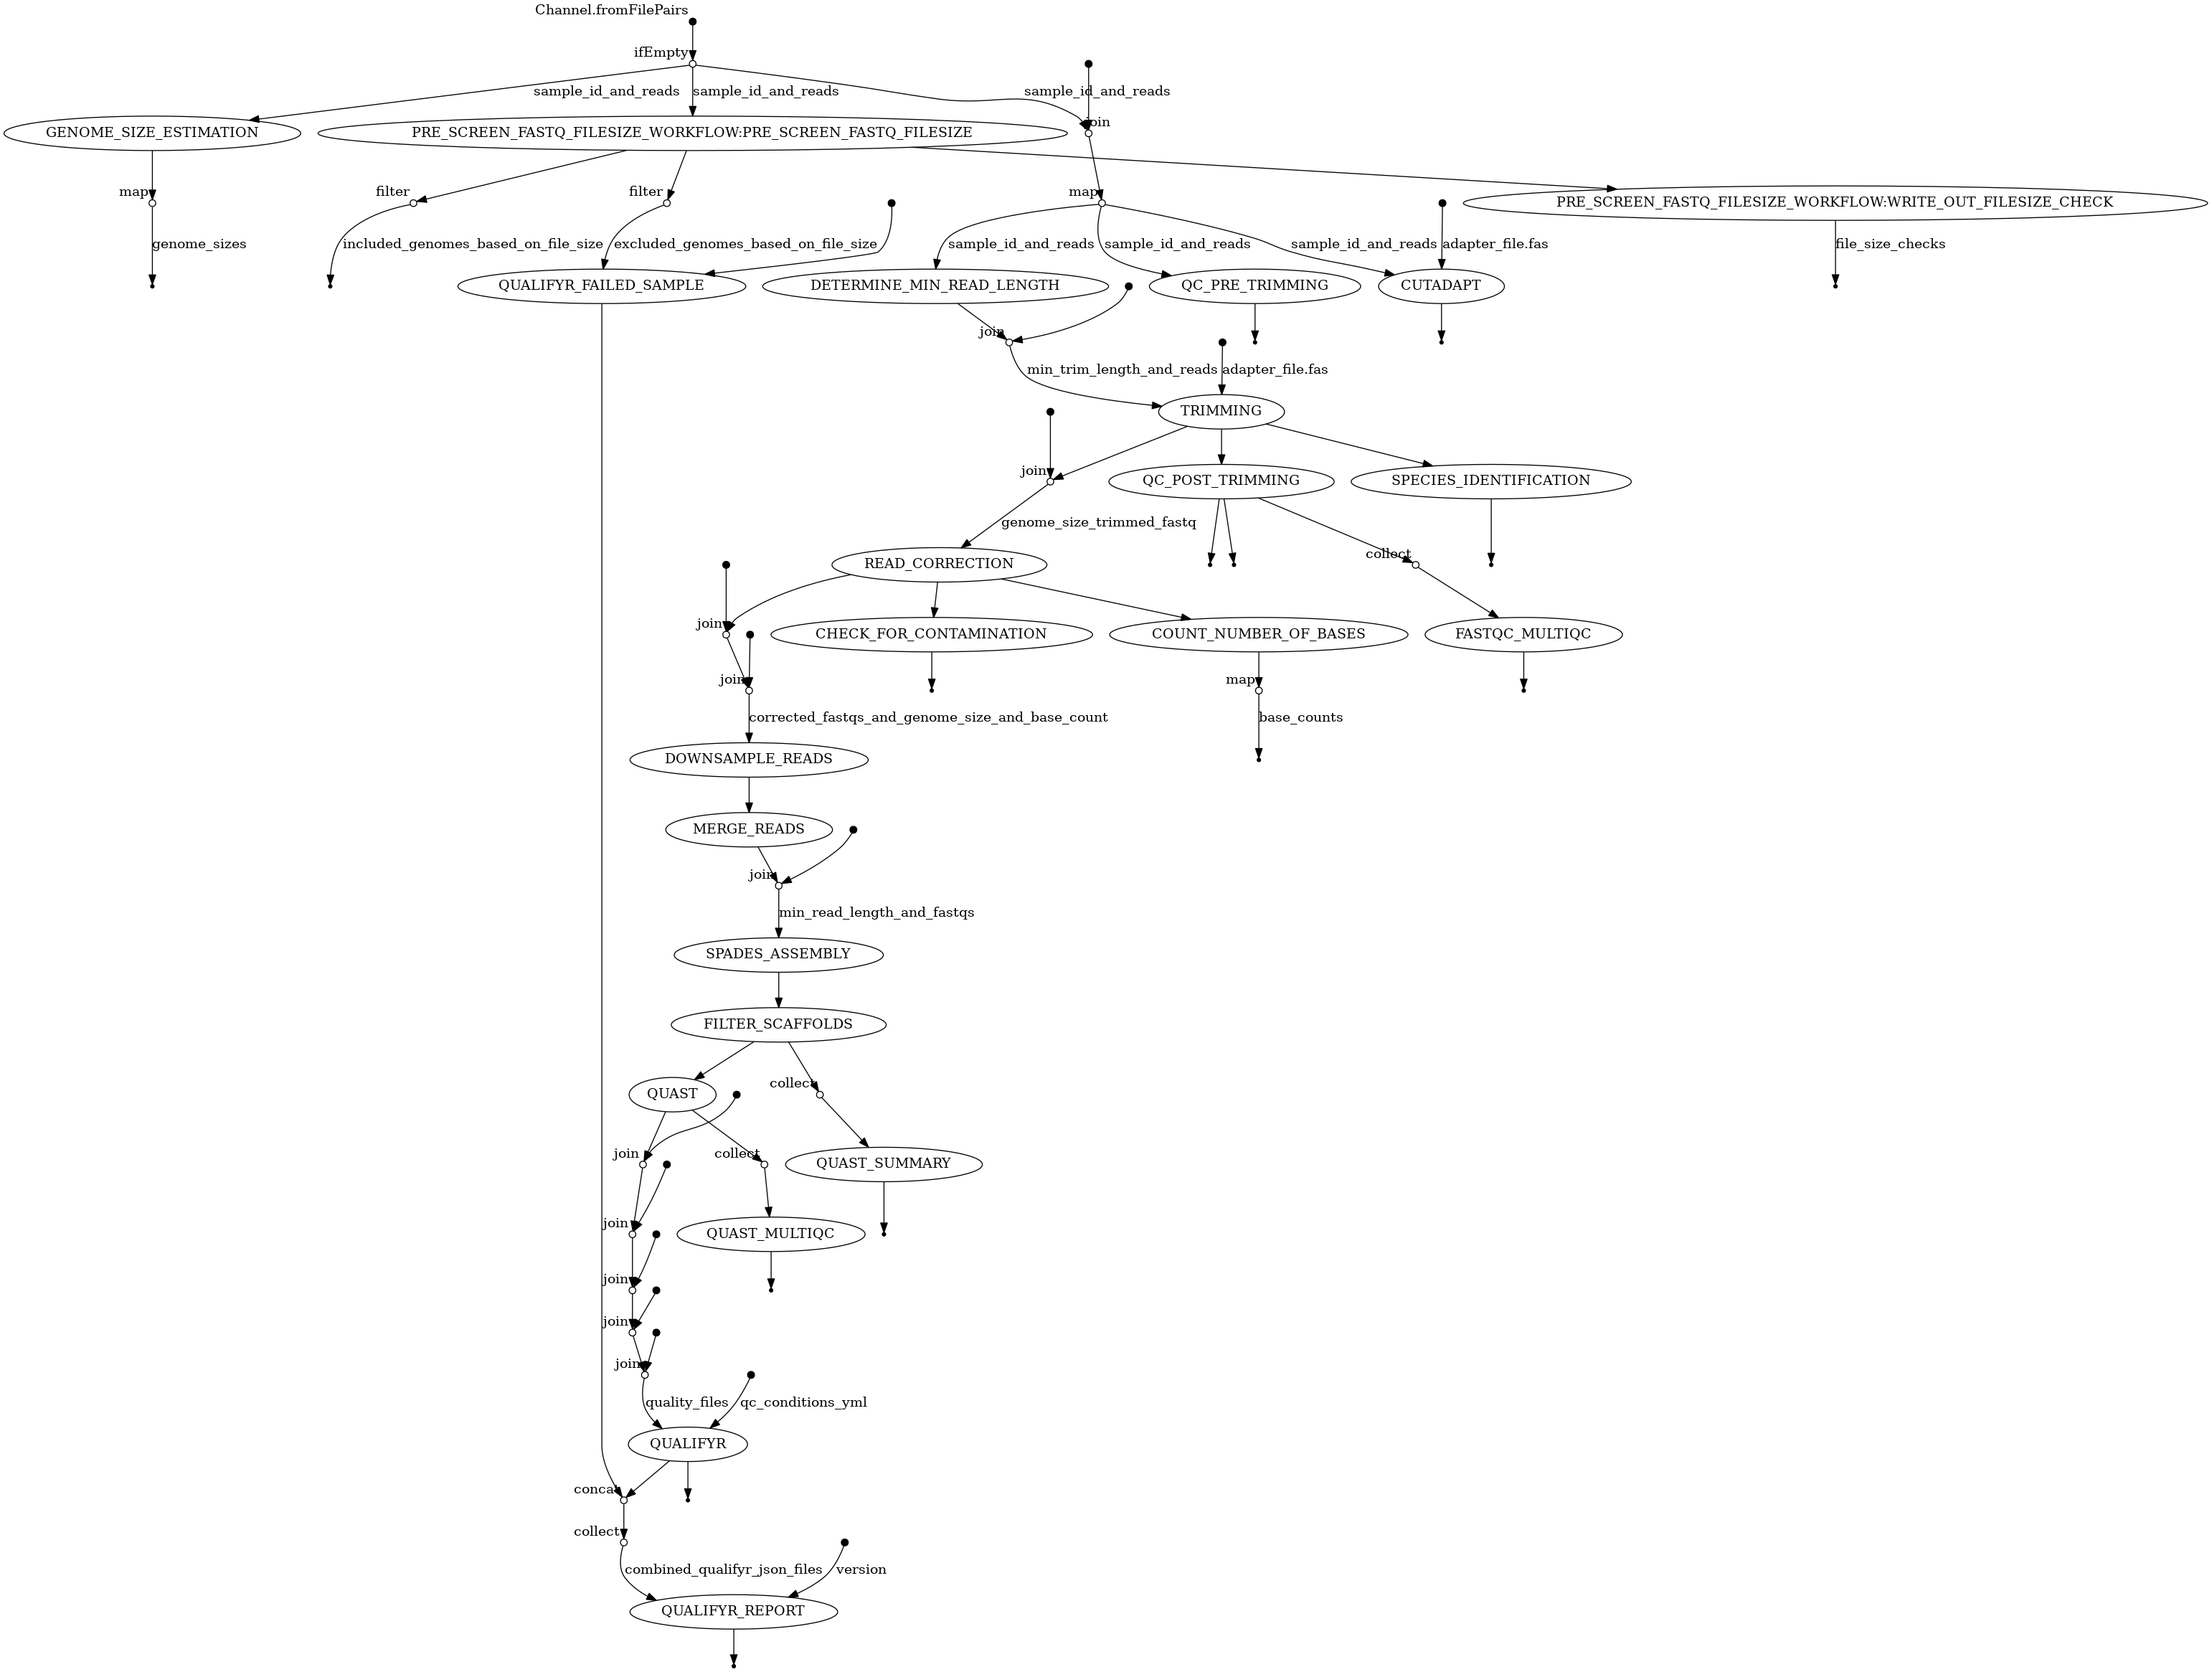 Channel.fromFilePairs
ifEmpty
sample_id_and_reads
sample_id_and_reads
sample_id_and_reads
join
GENOME_SIZE_ESTIMATION
PRE_SCREEN_FASTQ_FILESIZE_WORKFLOW:PRE_SCREEN_FASTQ_FILESIZE
map
filter
filter
map
PRE_SCREEN_FASTQ_FILESIZE_WORKFLOW:WRITE_OUT_FILESIZE_CHECK
genome_sizes
included_genomes_based_on_file_size
excluded_genomes_based_on_file_size
sample_id_and_reads
sample_id_and_reads
sample_id_and_reads
adapter_file.fas
file_size_checks
QUALIFYR_FAILED_SAMPLE
DETERMINE_MIN_READ_LENGTH
QC_PRE_TRIMMING
CUTADAPT
join
min_trim_length_and_reads
adapter_file.fas
TRIMMING
join
QC_POST_TRIMMING
SPECIES_IDENTIFICATION
genome_size_trimmed_fastq
collect
READ_CORRECTION
join
CHECK_FOR_CONTAMINATION
COUNT_NUMBER_OF_BASES
FASTQC_MULTIQC
join
map
corrected_fastqs_and_genome_size_and_base_count
base_counts
DOWNSAMPLE_READS
MERGE_READS
join
min_read_length_and_fastqs
SPADES_ASSEMBLY
FILTER_SCAFFOLDS
QUAST
collect
join
collect
QUAST_SUMMARY
join
QUAST_MULTIQC
join
join
join
quality_files
qc_conditions_yml
QUALIFYR
concat
collect
combined_qualifyr_json_files
version
QUALIFYR_REPORT